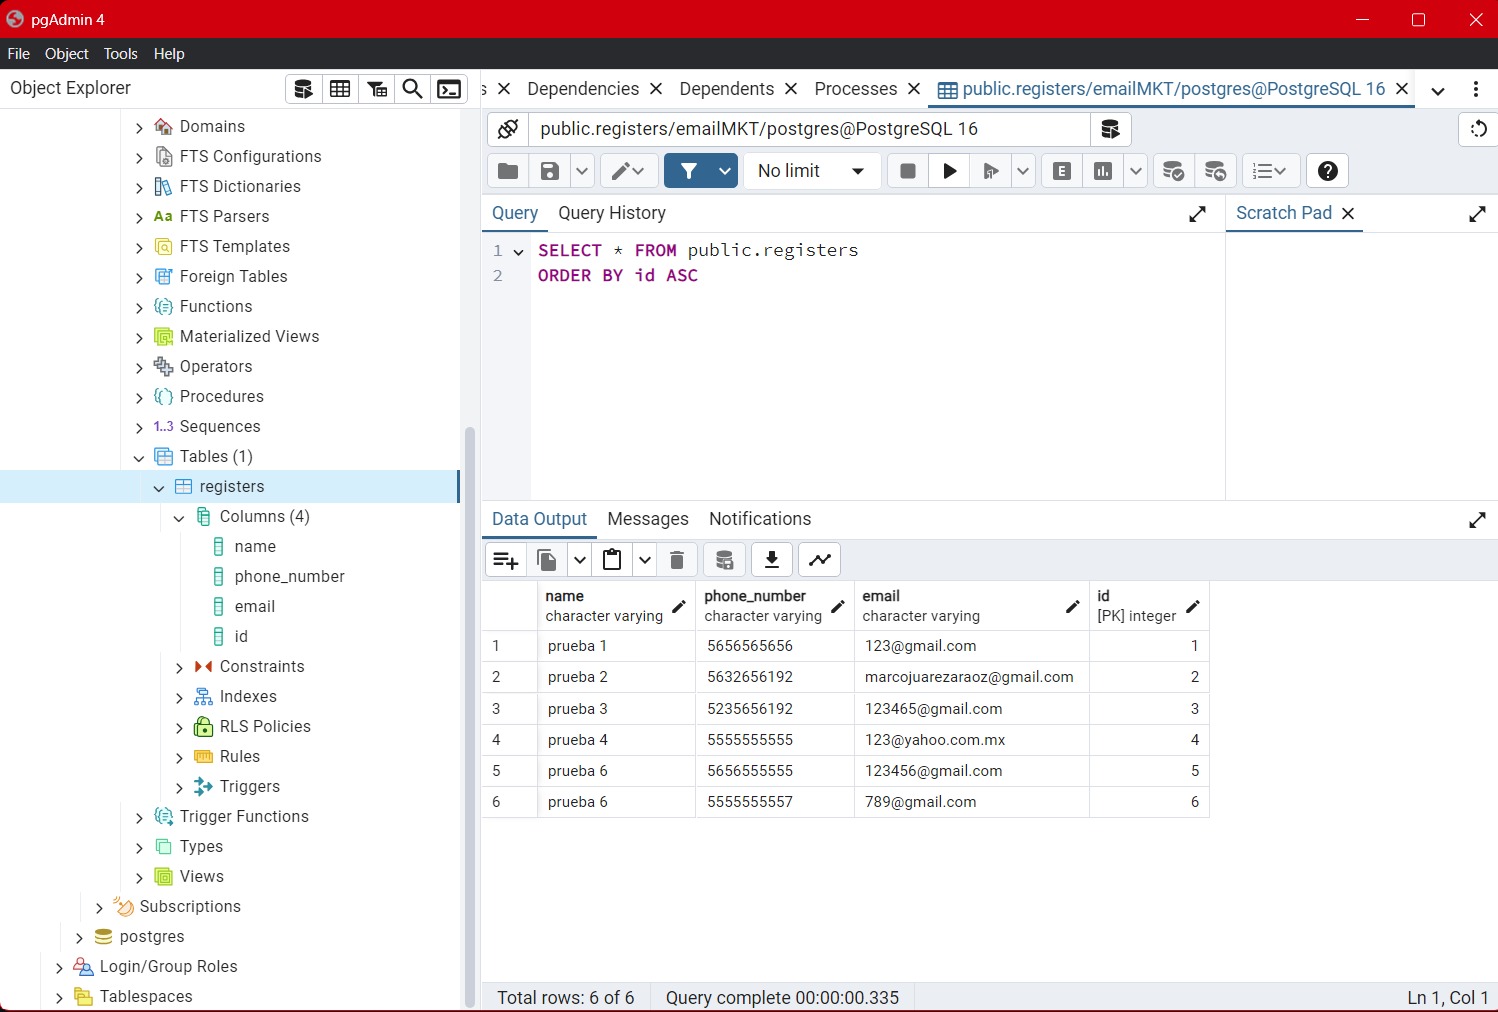 pgAdmin 4
File Object Tools Help
Object Explorer
s Dependencies Dependents Processes public.registers/emailMKT/postgres@PostgreSQL 16
public.registers/emailMKT/postgres@PostgreSQL 16
No limit
E
?
Query Query History
Scratch Pad
1 SELECT * FROM public.registers
2 ORDER BY id ASC
Domains
FTS Configurations
FTS Dictionaries
Aa FTS Parsers
FTS Templates
Foreign Tables
Functions
Materialized Views
Operators
Procedures
1..3 Sequences
Tables (1)
registers
Columns (4)
name
phone_number
email
id
Constraints
Indexes
RLS Policies
Rules
Triggers
Trigger Functions
Types
Views
Subscriptions
postgres
Login/Group Roles
Tablespaces
Data Output Messages Notifications
name phone_number email id
character varying character varying character varying [PK] integer
1 prueba 1 5656565656 123@gmail.com 1
2 prueba 2 5632656192 marcojuarezaraoz@gmail.com 2
3 prueba 3 5235656192 123465@gmail.com 3
4 prueba 4 5555555555 123@yahoo.com.mx 4
5 prueba 6 5656555555 123456@gmail.com 5
6 prueba 6 5555555557 789@gmail.com 6
Total rows: 6 of 6 Query complete 00:00:00.335 Ln 1, Col 1